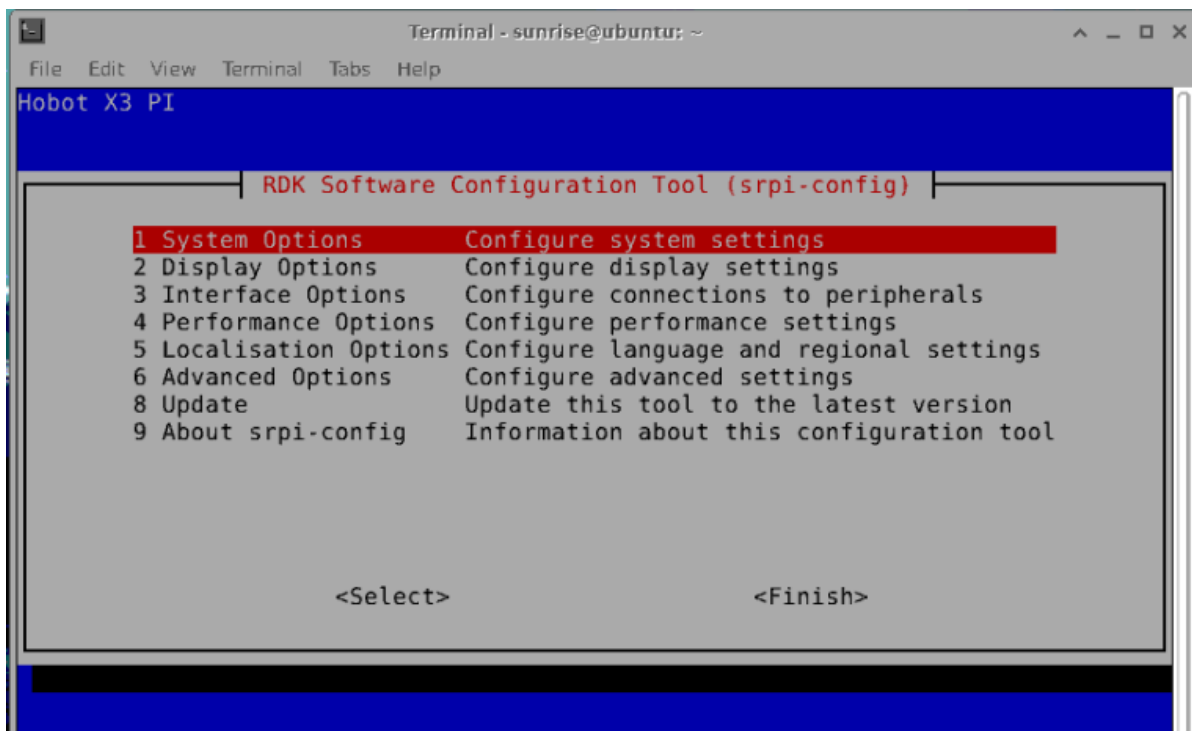 Terminal - sunrise@ubuntu: ~
File Edit View Terminal Tabs Help
Hobot X3 PI
RDK Software Configuration Tool (srpi-config)
1 System Options Configure system settings
2 Display Options Configure display settings
3 Interface Options Configure connections to peripherals
4 Performance Options Configure performance settings
5 Localisation Options Configure language and regional settings
6 Advanced Options Configure advanced settings
8 Update Update this tool to the latest version
9 About srpi-config Information about this configuration tool
<Select> <Finish>